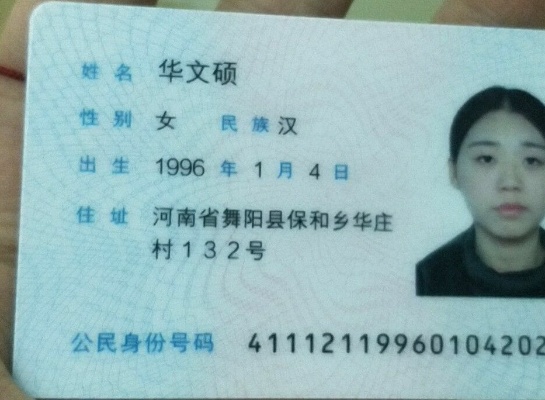 姓名 华文硕
性别 女 民族 汉
出生 1996 年 1 月 4 日
住址 河南省舞阳县保和乡华庄
村132号
公民身份号码 41112119960104202